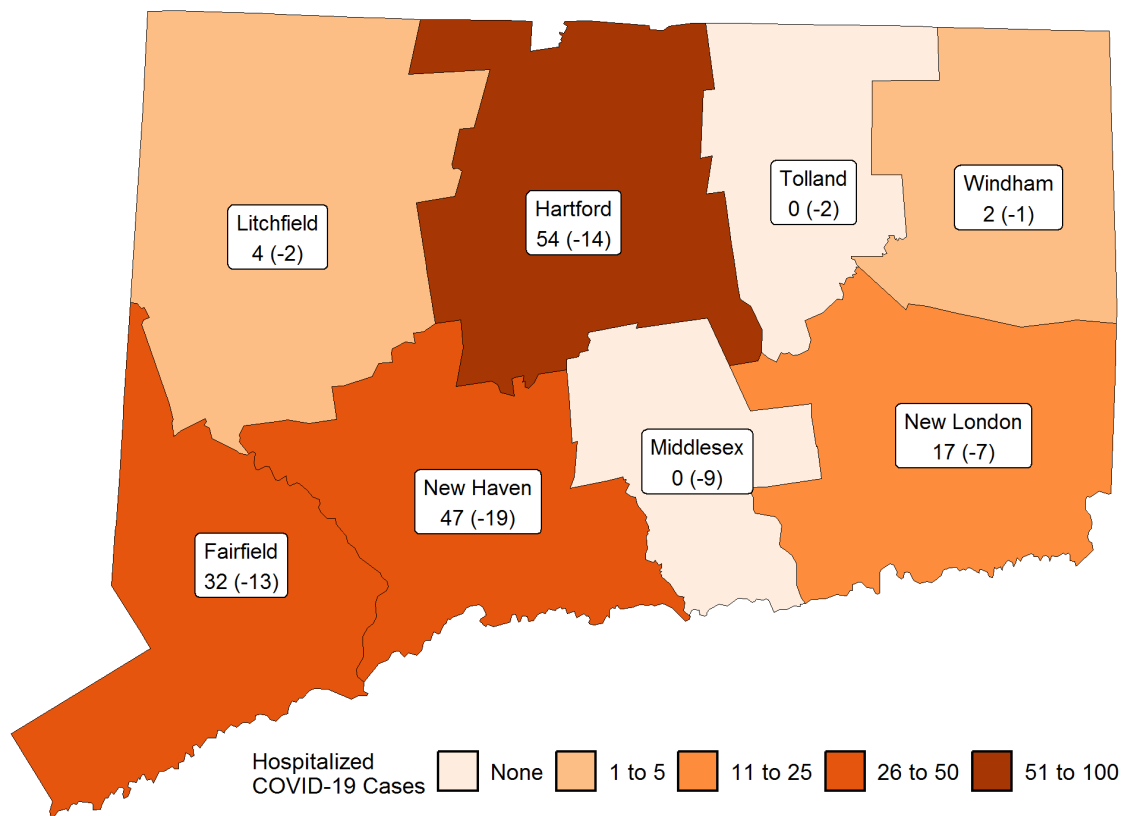 Tolland
0 (-2)
Windham
2 (-1)
Hartford
54 (-14)
Litchfield
4 (-2)
New London
17 (-7)
Middlesex
0 (-9)
New Haven
47 (-19)
Fairfield
32 (-13)
Hospitalized
COVID-19 Cases
None
1 to 5
11 to 25
26 to 50
51 to 100